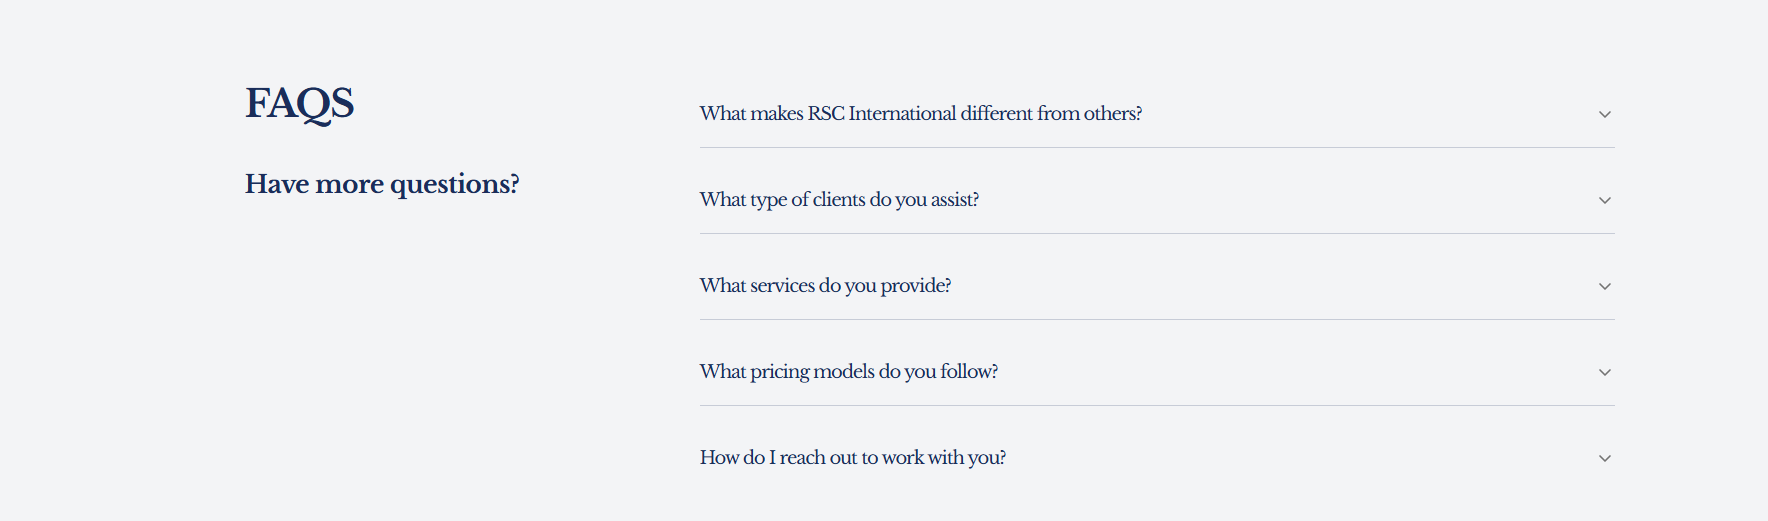 FAQS
Have more questions?
What makes RSC International different from others?
What type of clients do you assist?
What services do you provide?
What pricing models do you follow?
How do I reach out to work with you?